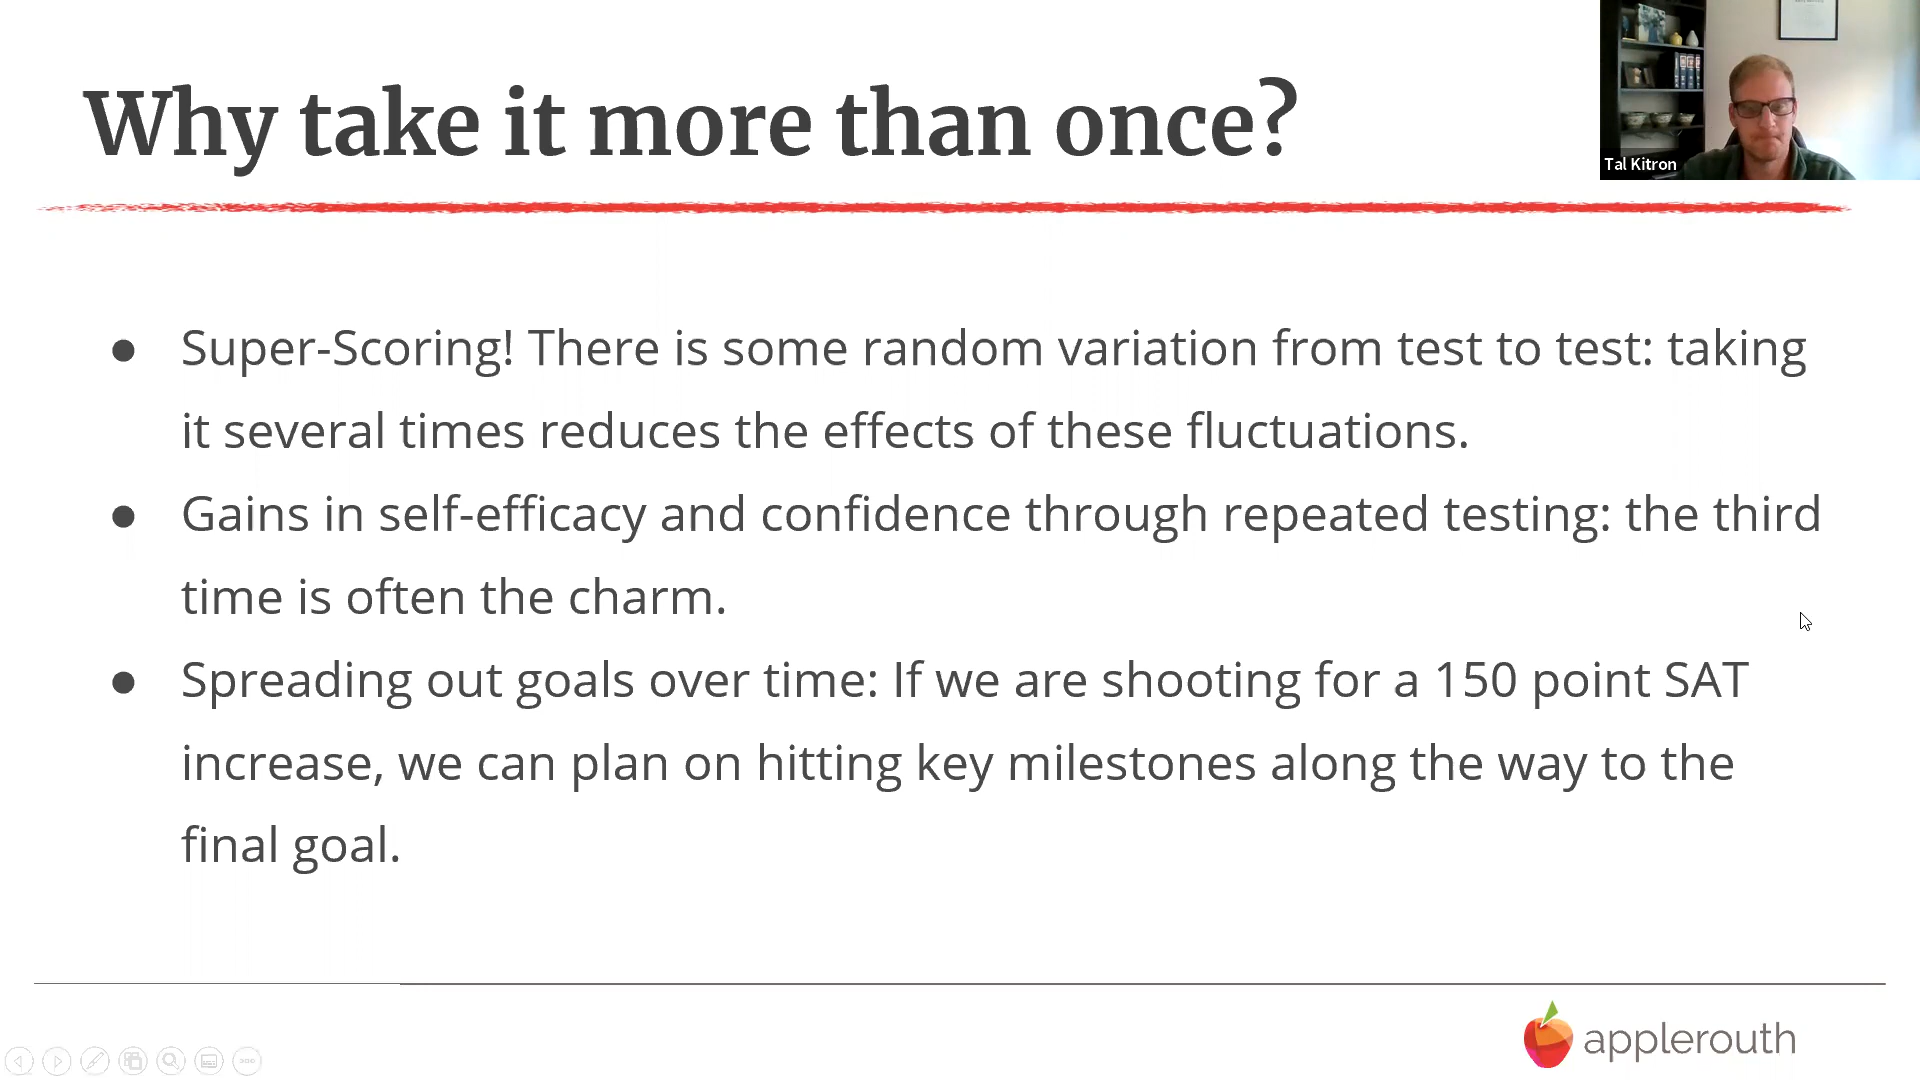 Why take it more than once?
Tal Kitron
● Super-Scoring! There is some random variation from test to test: taking
it several times reduces the effects of these fluctuations.
● Gains in self-efficacy and confidence through repeated testing: the third
time is often the charm.
● Spreading out goals over time: If we are shooting for a 150 point SAT
increase, we can plan on hitting key milestones along the way to the
final goal.
applerouth